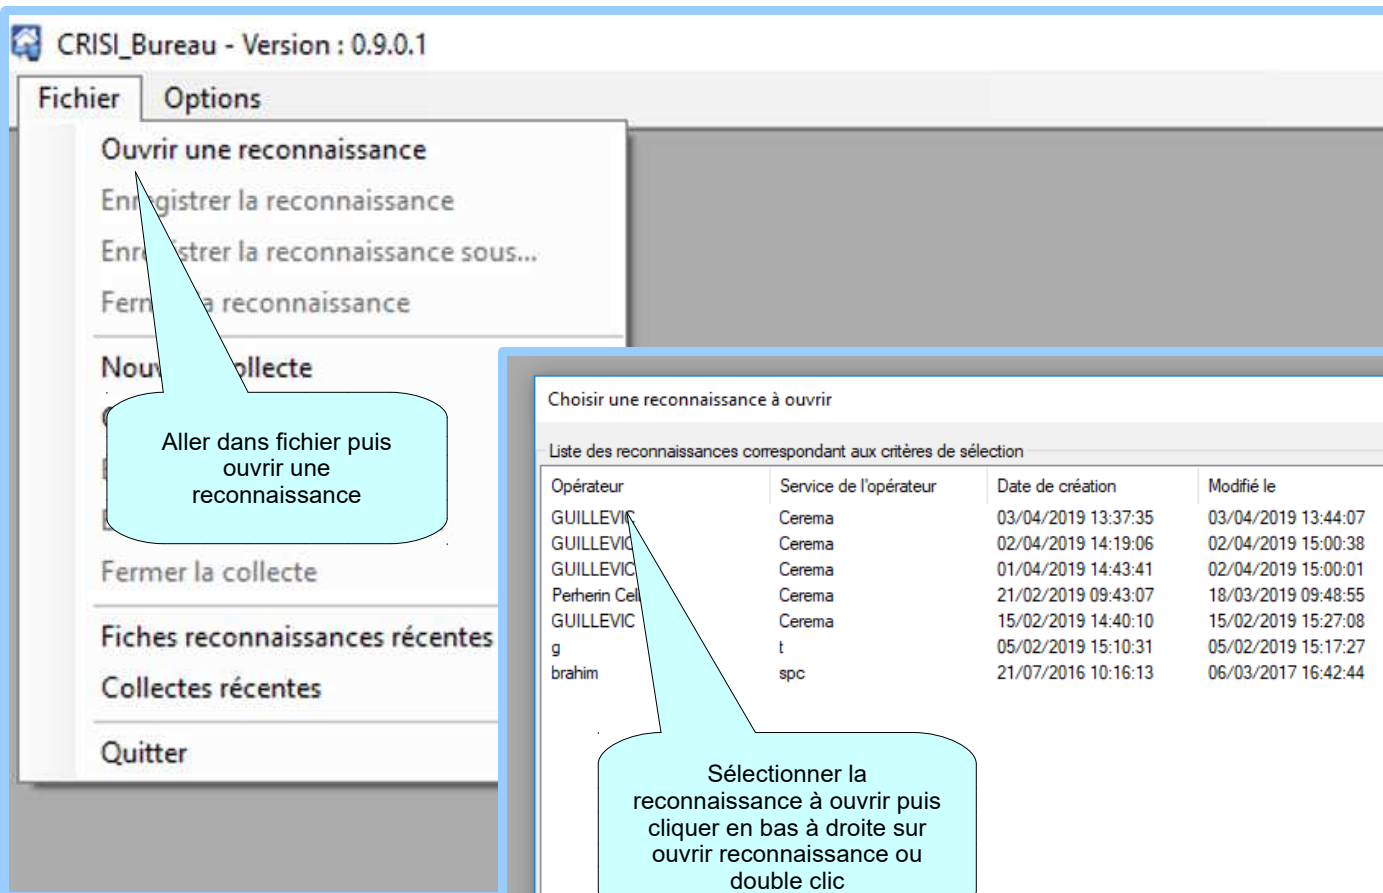 CRISI_Bureau - Version : 0.9.0.1
Fichier Options
Ouvrir une reconnaissance
Enregistrer la reconnaissance
Enregistrer la reconnaissance sous...
la reconnaissance
collecte
Aller dans fichier puis
ouvrir une
reconnaissance
Fermer la collecte
Fiches reconnaissances récentes
Collectes récentes
Quitter
Choisir une reconnaissance à ouvrir
Liste des reconnaissances correspondant aux critères de sélection
Opérateur Service de l'opérateur Date de création Modifié le
GUILLEVIC Cerema 03/04/2019 13:37:35 03/04/2019 13:44:07
GUILLEVIC Cerema 02/04/2019 14:19:06 02/04/2019 15:00:38
GUILLEVIC Cerema 01/04/2019 14:43:41 02/04/2019 15:00:01
Perherin Cerema 21/02/2019 09:43:07 18/03/2019 09:48:55
GUILLEVIC Cerema 15/02/2019 14:40:10 15/02/2019 15:27:08
g t 05/02/2019 15:10:31 05/02/2019 15:17:27
brahim spc 21/07/2016 10:16:13 06/03/2017 16:42:44
Sélectionner la
reconnaissance à ouvrir puis
cliquer en bas à droite sur
ouvrir reconnaissance ou
double clic